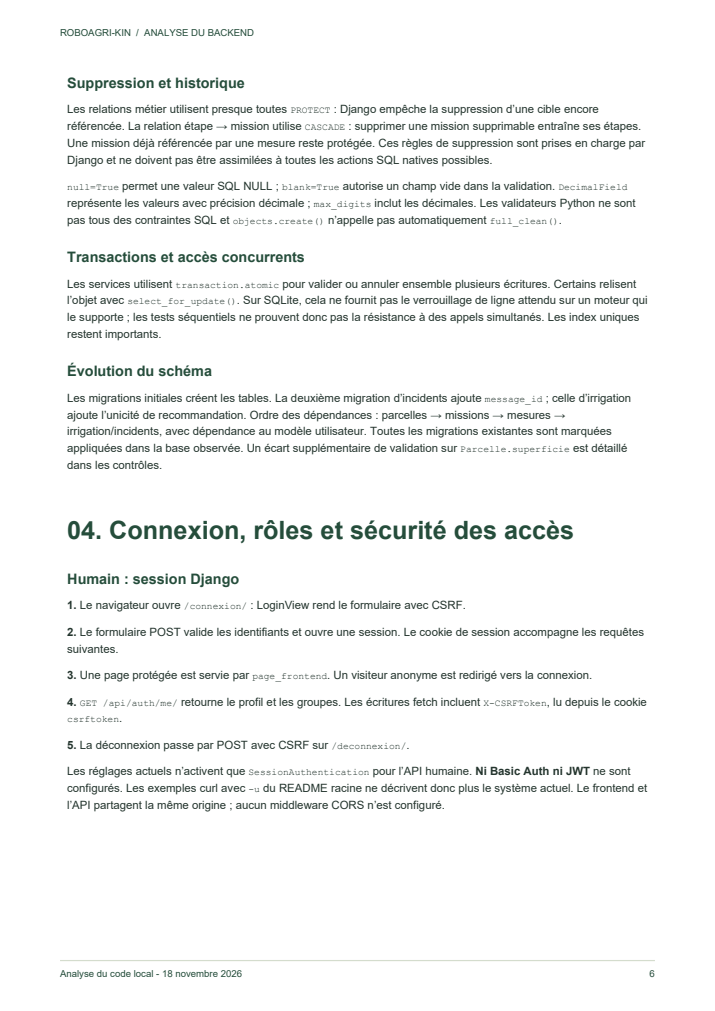 ROBOAGRI-KIN / ANALYSE DU BACKEND
Suppression et historique
Les relations métier utilisent presque toutes PROTECT : Django empêche la suppression d’une cible encore
référencée. La relation étape → mission utilise CASCADE : supprimer une mission supprimable entraîne ses étapes.
Une mission déjà référencée par une mesure reste protégée. Ces règles de suppression sont prises en charge par
Django et ne doivent pas être assimilées à toutes les actions SQL natives possibles.
null=True permet une valeur SQL NULL ; blank=True autorise un champ vide dans la validation. DecimalField
représente les valeurs avec précision décimale ; max_digits inclut les décimales. Les validateurs Python ne sont
pas tous des contraintes SQL et objects.create() n’appelle pas automatiquement full_clean().
Transactions et accès concurrents
Les services utilisent transaction.atomic pour valider ou annuler ensemble plusieurs écritures. Certains relisent
l’objet avec select_for_update(). Sur SQLite, cela ne fournit pas le verrouillage de ligne attendu sur un moteur qui
le supporte ; les tests séquentiels ne prouvent donc pas la résistance à des appels simultanés. Les index uniques
restent importants.
Évolution du schéma
Les migrations initiales créent les tables. La deuxième migration d’incidents ajoute message_id ; celle d’irrigation
ajoute l’unicité de recommandation. Ordre des dépendances : parcelles → missions → mesures →
irrigation/incidents, avec dépendance au modèle utilisateur. Toutes les migrations existantes sont marquées
appliquées dans la base observée. Un écart supplémentaire de validation sur Parcelle.superficie est détaillé
dans les contrôles.
04. Connexion, rôles et sécurité des accès
Humain : session Django
1. Le navigateur ouvre /connexion/ : LoginView rend le formulaire avec CSRF.
2. Le formulaire POST valide les identifiants et ouvre une session. Le cookie de session accompagne les requêtes
suivantes.
3. Une page protégée est servie par page_frontend. Un visiteur anonyme est redirigé vers la connexion.
4. GET /api/auth/me/ retourne le profil et les groupes. Les écritures fetch incluent X-CSRFToken, lu depuis le cookie
csrftoken.
5. La déconnexion passe par POST avec CSRF sur /deconnexion/.
Les réglages actuels n’activent que SessionAuthentication pour l’API humaine. Ni Basic Auth ni JWT ne sont
configurés. Les exemples curl avec -u du README racine ne décrivent donc plus le système actuel. Le frontend et
l’API partagent la même origine ; aucun middleware CORS n’est configuré.
Analyse du code local - 18 novembre 2026
6